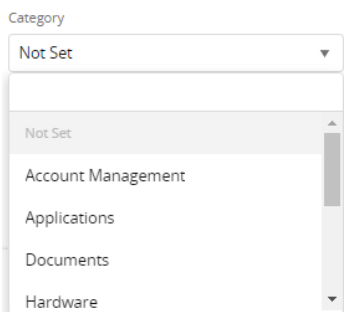 Category
Not Set
Not Set
Account Management
Applications
Documents
Hardware